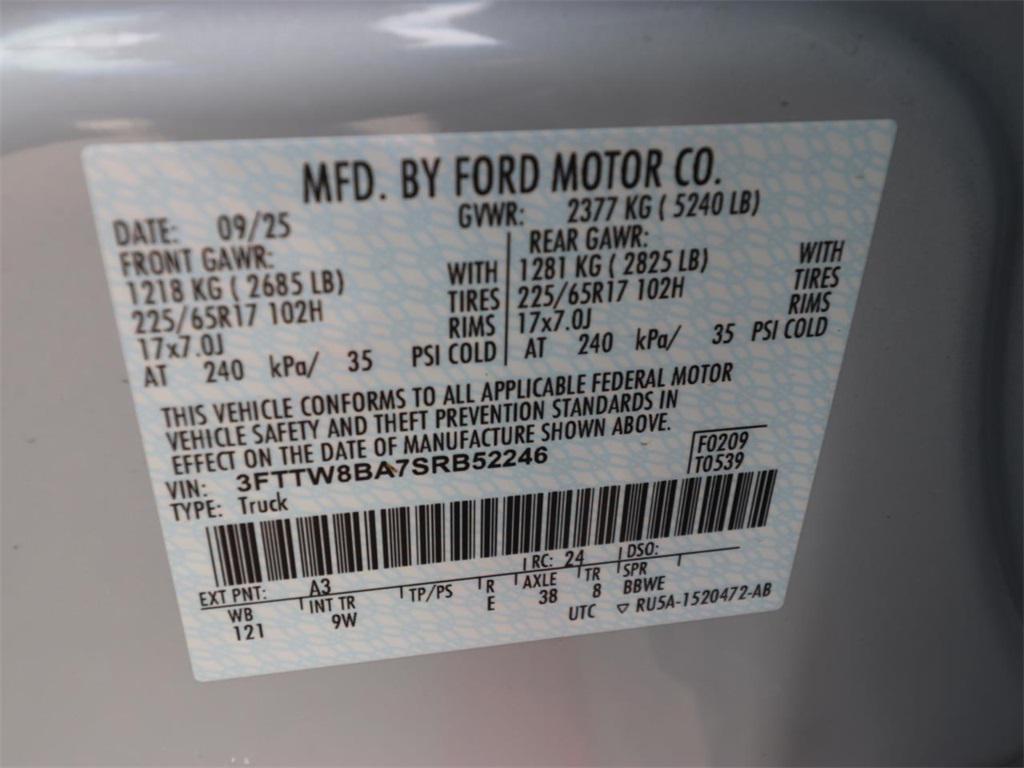 MFD. BY FORD MOTOR CO.
DATE: 09/25 GVWR: 2377 KG ( 5240 LB)
FRONT GAWR: REAR GAWR:
1218 KG ( 2685 LB) WITH 1281 KG ( 2825 LB) WITH
225/65R17 102H TIRES 225/65R17 102H TIRES
17x7.0J RIMS 17x7.0J RIMS
AT 240 kPa/ 35 PSI COLD AT 240 kPa/ 35 PSI COLD
THIS VEHICLE CONFORMS TO ALL APPLICABLE FEDERAL MOTOR
VEHICLE SAFETY AND THEFT PREVENTION STANDARDS IN
EFFECT ON THE DATE OF MANUFACTURE SHOWN ABOVE.
VIN: 3FTTW8BA7SRB52246 F0209
TYPE: Truck T0539
EXT PNT: A3 RC: 24 DSO:
WB INT TR TP/PS R AXLE TR SPR
121 9W E 38 8 BBWE
UTC ▽ RU5A-1520472-AB